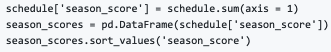 schedule['season_score'] = schedule.sum(axis = 1)
season_scores = pd.DataFrame(schedule['season_score'])
season_scores.sort_values('season_score')